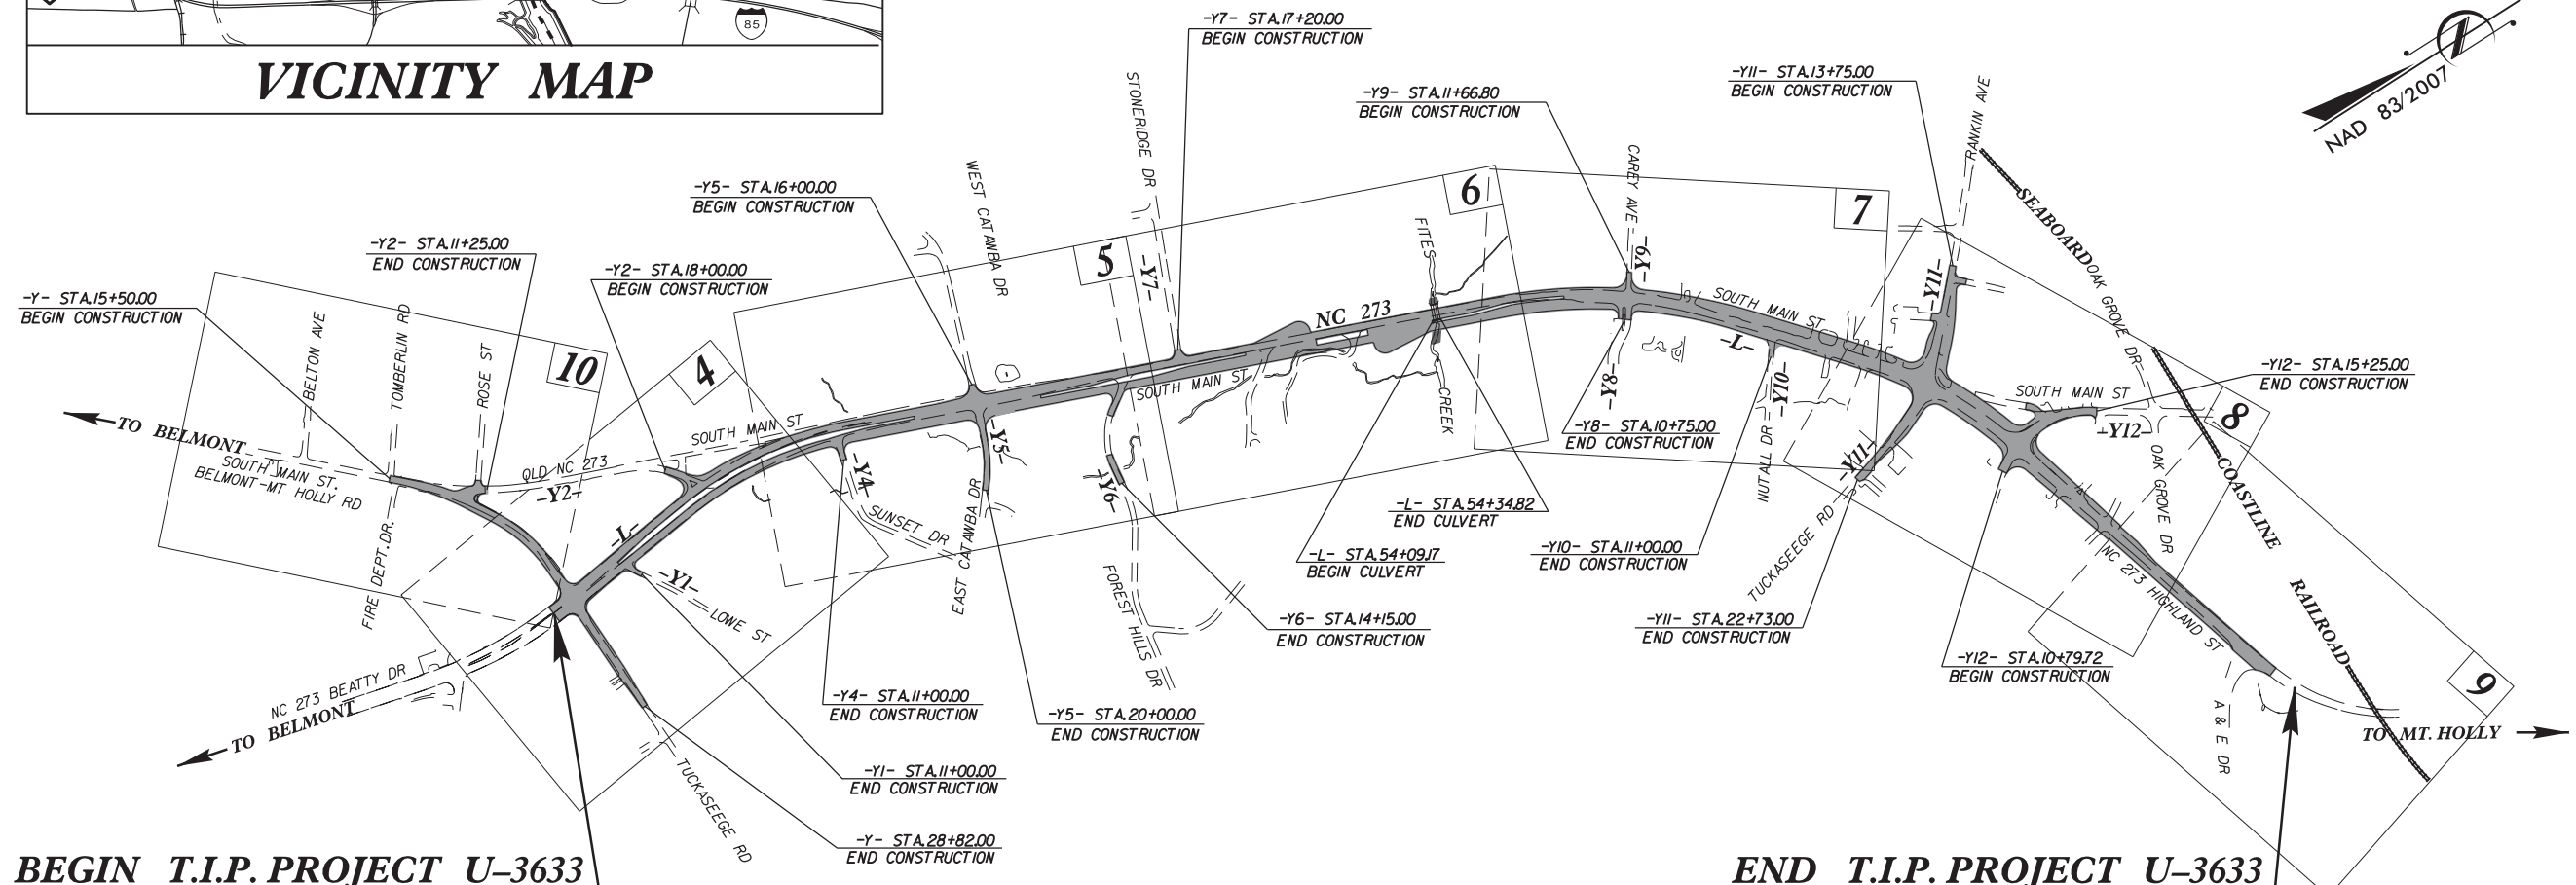 85
VICINITY MAP
NAD 83/2007
-Y7- STA.17+20.00
BEGIN CONSTRUCTION
-Y9- STA.11+66.80
BEGIN CONSTRUCTION
-Y11- STA.13+75.00
BEGIN CONSTRUCTION
-Y5- STA.16+00.00
BEGIN CONSTRUCTION
-Y2- STA.11+25.00
END CONSTRUCTION
-Y2- STA.18+00.00
BEGIN CONSTRUCTION
-Y- STA.15+50.00
BEGIN CONSTRUCTION
STONERIDGE DR
WEST CATAWBA DR
CAREY AVE
RANKIN AVE
SEABOARD
OAK GROVE DR
FITES
CREEK
BELTON AVE
TOMBERLIN RD
ROSE ST
10
4
5
6
7
8
9
-Y7-
-Y9-
-Y11-
NC 273
SOUTH MAIN ST
-L-
-Y12- STA.15+25.00
END CONSTRUCTION
SOUTH MAIN ST
-Y12-
OAK GROVE DR
COASTLINE
RAILROAD
TO BELMONT
SOUTH MAIN ST.
BELMONT-MT HOLLY RD
OLD NC 273
-Y2-
SOUTH MAIN ST
SOUTH MAIN ST
-Y5-
-Y4-
-Y6-
-Y8-
-Y10-
-Y11-
-L-
-Y1-
FIRE DEPT. DR.
SUNSET DR
EAST CATAWBA DR
FOREST HILLS DR
LOWE ST
NUTALL DR
TUCKASEEGE RD
-Y8- STA.10+75.00
END CONSTRUCTION
-L- STA.54+34.82
END CULVERT
-L- STA.54+09.17
BEGIN CULVERT
-Y10- STA.11+00.00
END CONSTRUCTION
-Y6- STA.14+15.00
END CONSTRUCTION
-Y11- STA.22+73.00
END CONSTRUCTION
-Y12- STA.10+79.72
BEGIN CONSTRUCTION
NC 273 HIGHLAND ST
A & E DR
TO MT. HOLLY
NC 273 BEATTY DR
TO BELMONT
-Y4- STA.11+00.00
END CONSTRUCTION
-Y5- STA.20+00.00
END CONSTRUCTION
-Y1- STA.11+00.00
END CONSTRUCTION
TUCKASEEGE RD
-Y- STA.28+82.00
END CONSTRUCTION
BEGIN T.I.P. PROJECT U-3633
END T.I.P. PROJECT U-3633